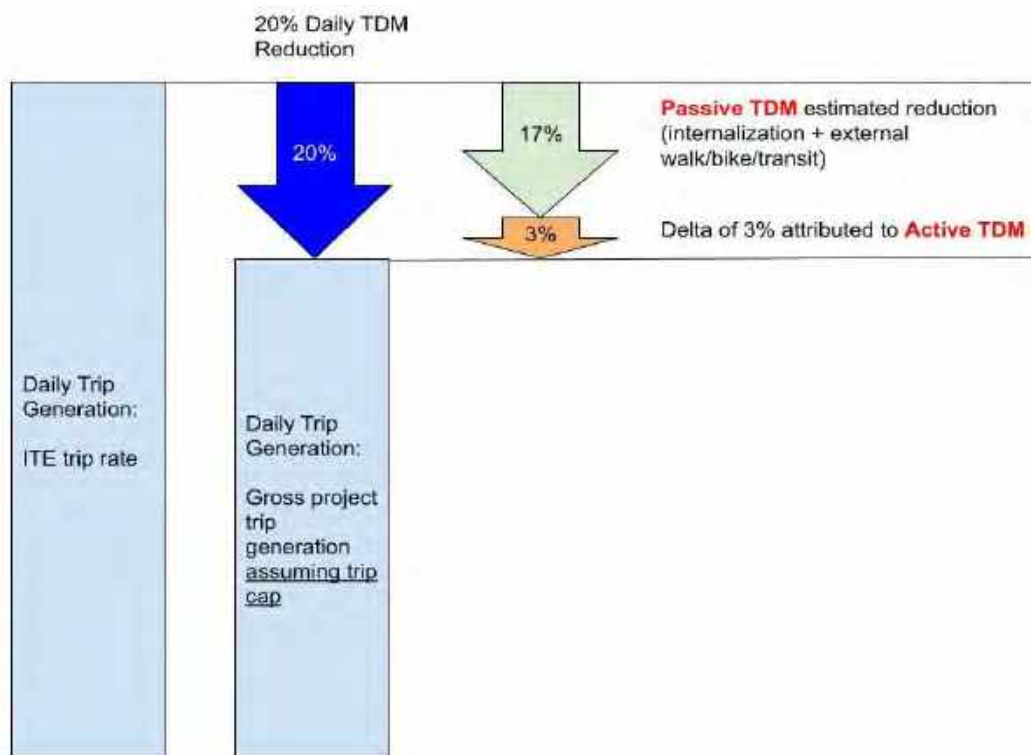 20% Daily TDM
Reduction
20%
17%
Passive TDM estimated reduction
(internalization + external
walk/bike/transit)
3%
Delta of 3% attributed to Active TDM
Daily Trip
Generation:
ITE trip rate
Daily Trip
Generation:
Gross project
trip
generation
assuming trip
cap